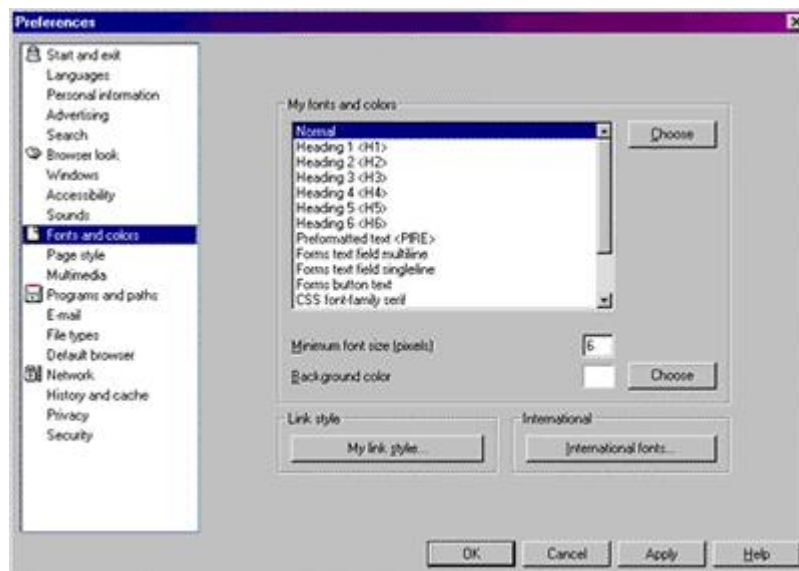 Preferences
Start and exit
Languages
Personal information
Advertising
Search
Browser look
Windows
Accessibility
Sounds
Fonts and colors
Page style
Multimedia
Programs and paths
E-mail
File types
Default browser
Network
History and cache
Privacy
Security
My fonts and colors
Normal
Heading 1 <H1>
Heading 2 <H2>
Heading 3 <H3>
Heading 4 <H4>
Heading 5 <H5>
Heading 6 <H6>
Preformatted text <PRE>
Forms text field multiline
Forms text field singleline
Forms button text
CSS font-family serif
Choose
Minimum font size (pixels) 6
Background color Choose
Link style
My link styles...
International
International fonts...
OK Cancel Apply Help